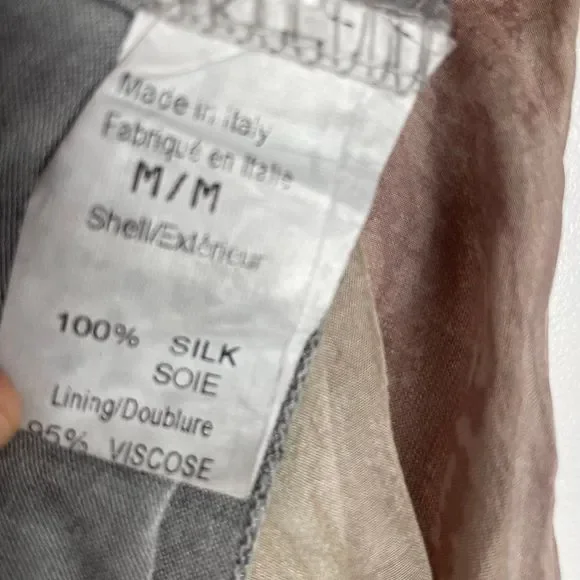 Made in Italy
Fabriqué en Italie
M/M
Shell/Extérieur
100% SILK
SOIE
Lining/Doublure
95% VISCOSE